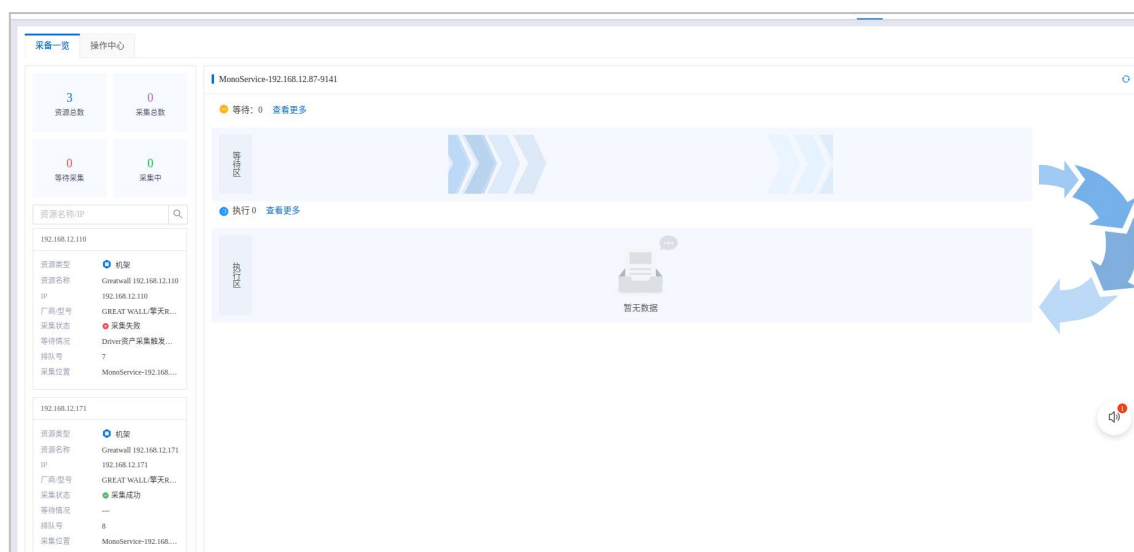 采备一览 操作中心
3
资源总数
0
采集总数
0
等待采集
0
采集中
资源名称/IP
192.168.12.110
资源类型 机架
资源名称 Greatwall 192.168.12.110
IP 192.168.12.110
厂商/型号 GREAT WALL/擎天R...
采集状态 采集失败
等待情况 Driver资产采集触发...
排队号 7
采集位置 MonoService-192.168....
192.168.12.171
资源类型 机架
资源名称 Greatwall 192.168.12.171
IP 192.168.12.171
厂商/型号 GREAT WALL/擎天R...
采集状态 采集成功
等待情况 ---
排队号 8
采集位置 MonoService-192.168....
MonoService-192.168.12.87-9141
等待: 0 查看更多
等待区
执行 0 查看更多
执行区
暂无数据
1